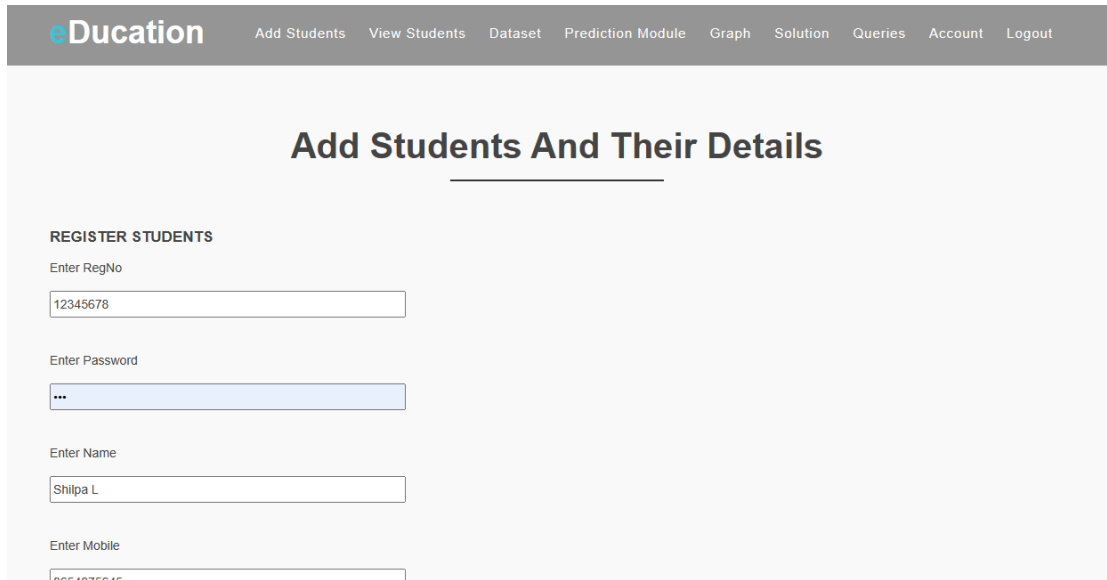 eDucation Add Students View Students Dataset Prediction Module Graph Solution Queries Account Logout
Add Students And Their Details
REGISTER STUDENTS
Enter RegNo
12345678
Enter Password
•••
Enter Name
Shilpa L
Enter Mobile